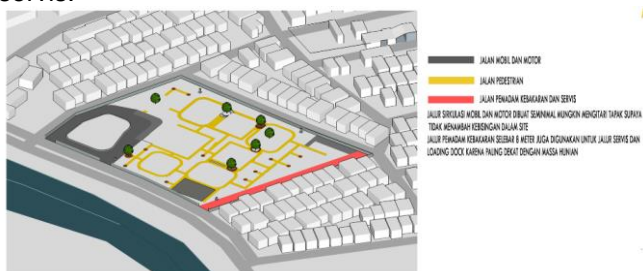 JALAN MOBIL DAN MOTOR
JALAN PEDESTRIAN
JALAN PEMADAM KEBAKARAN DAN SERVIS
JALUR SIRKULASI MOBIL DAN MOTOR DIBUAT SEMINIMAL MUNGKIN MENGITARI TAPAK SUPAYA
TIDAK MENAMBAH KEBISINGAN DALAM SITE
JALUR PEMADAM KEBAKARAN SELEBAR 8 METER JUGA DIGUNAKAN UNTUK JALUR SERVIS DAN
LOADING DOCK KARENA PALING DEKAT DENGAN MASSA HUNIAN